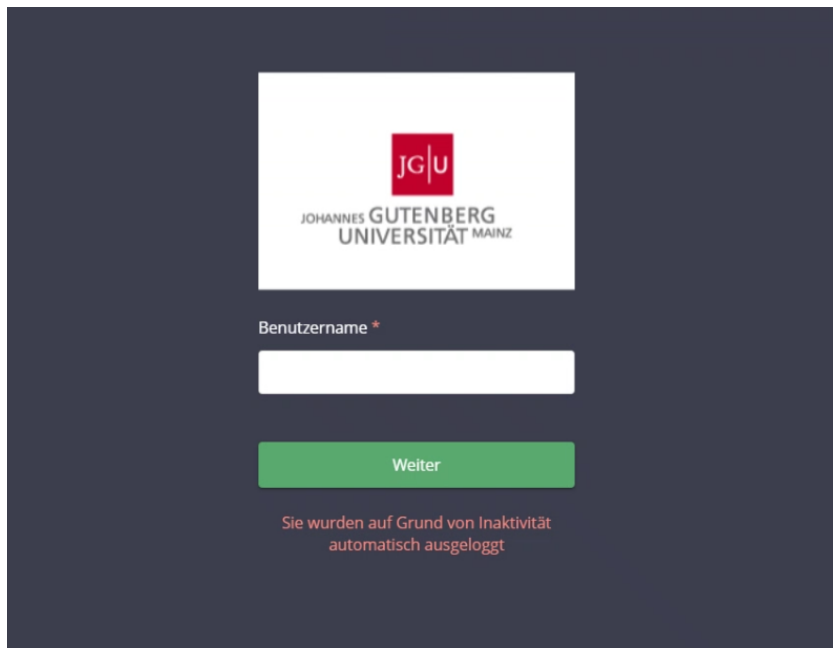 JG|U
JOHANNES GUTENBERG
UNIVERSITÄT MAINZ
Benutzername *
Weiter
Sie wurden auf Grund von Inaktivität
automatisch ausgeloggt